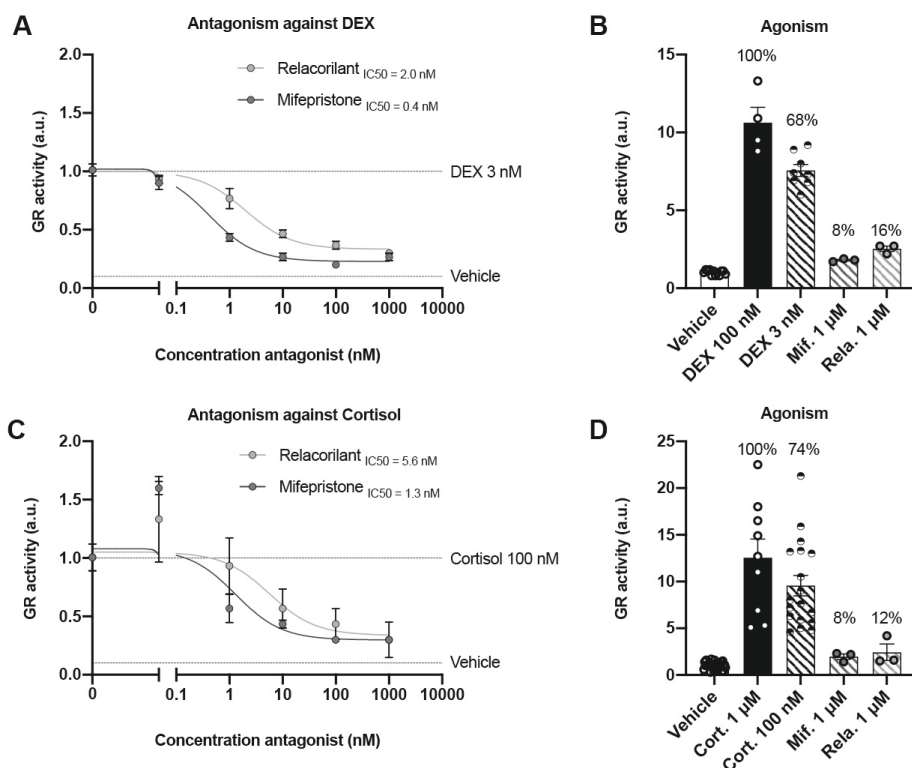 A
Antagonism against DEX
GR activity (a.u.)
2.0
1.5
1.0
0.5
0.0
Relacorilant IC50 = 2.0 nM
Mifepristone IC50 = 0.4 nM
DEX 3 nM
Vehicle
0 0.1 1 10 100 1000 10000
Concentration antagonist (nM)
B
Agonism
GR activity (a.u.)
15
10
5
0
100%
68%
8%
16%
Vehicle
DEX 100 nM
DEX 3 nM
Mif. 1 µM
Rela. 1 µM
C
Antagonism against Cortisol
GR activity (a.u.)
2.0
1.5
1.0
0.5
0.0
Relacorilant IC50 = 5.6 nM
Mifepristone IC50 = 1.3 nM
Cortisol 100 nM
Vehicle
0 0.1 1 10 100 1000 10000
Concentration antagonist (nM)
D
Agonism
GR activity (a.u.)
25
20
15
10
5
0
100% 74%
8% 12%
Vehicle
Cort. 1 µM
Cort. 100 nM
Mif. 1 µM
Rela. 1 µM